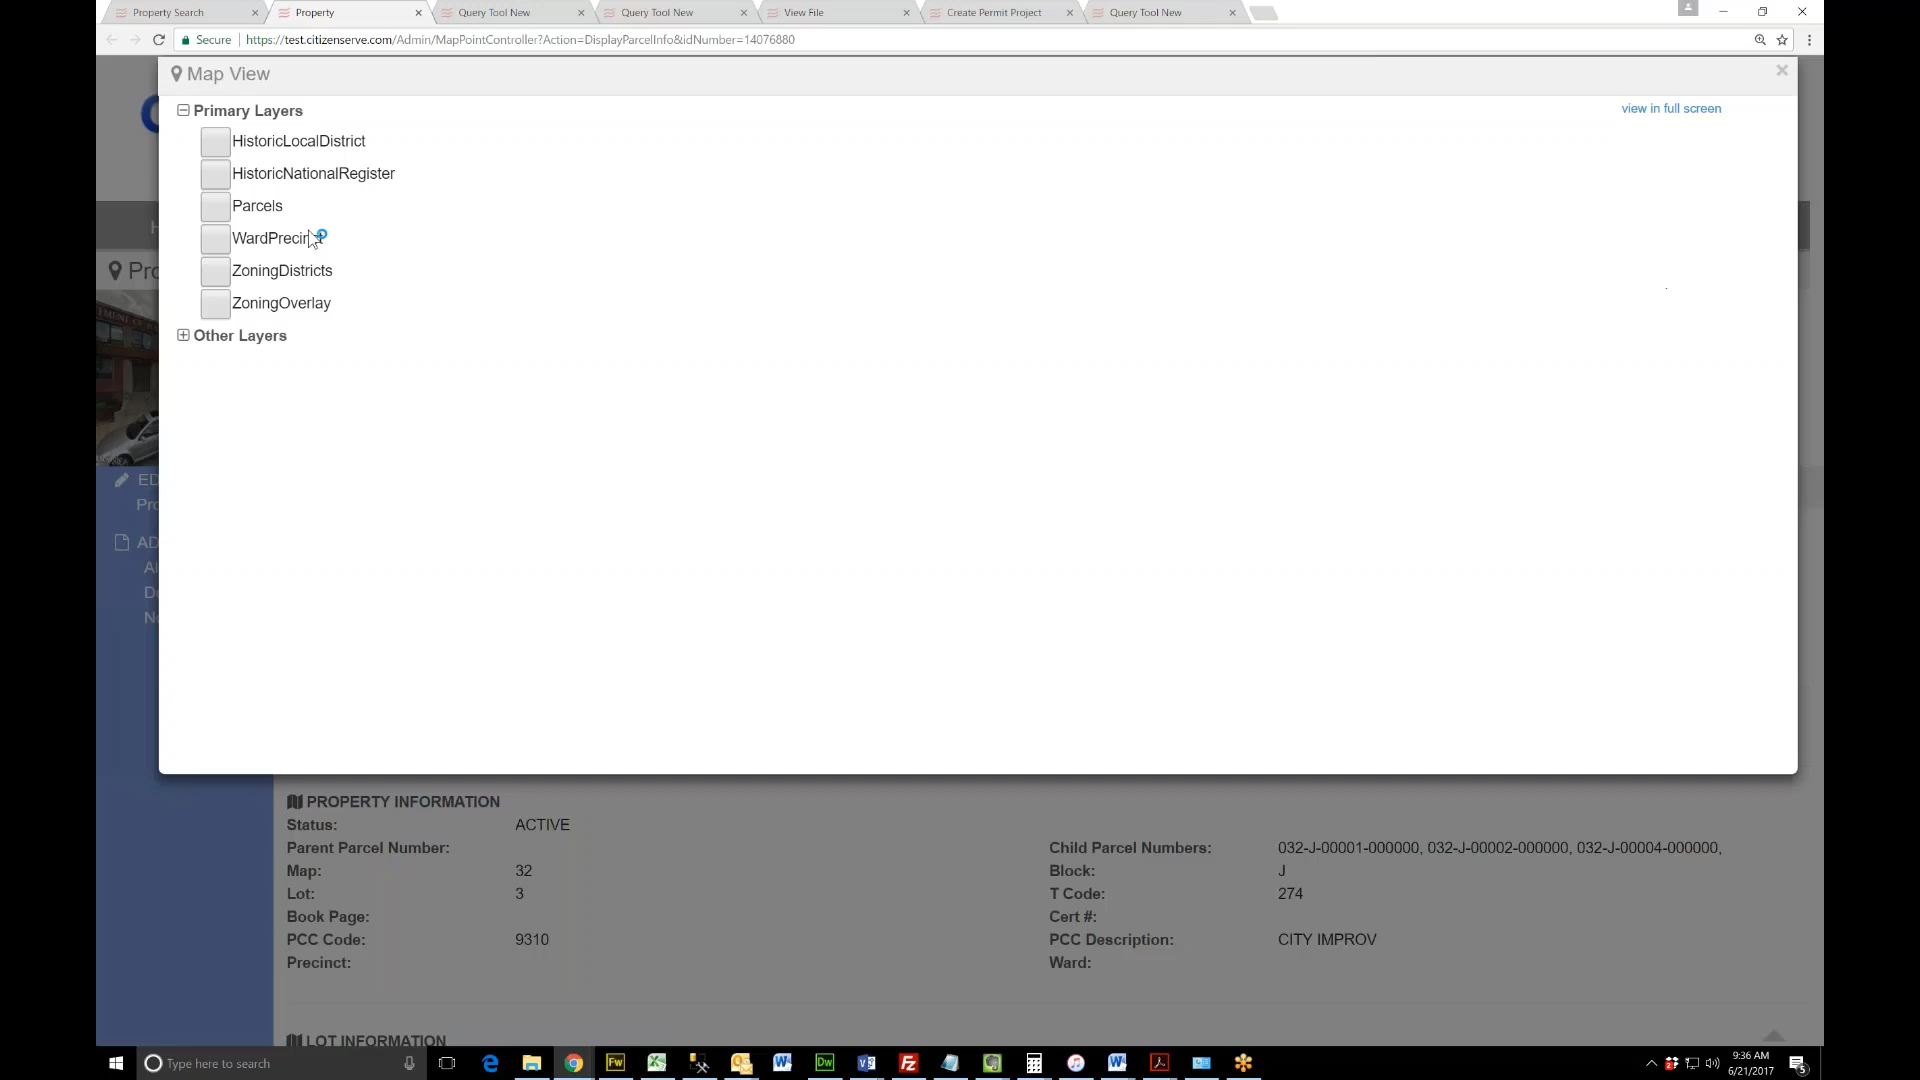 Property Search
Property
Query Tool New
Query Tool New
View File
Create Permit Project
Query Tool New
Secure
https://test.citizenserve.com/Admin/MapPointController?Action=DisplayParcelInfo&idNumber=14076880
Map View
Primary Layers
view in full screen
HistoricLocalDistrict
HistoricNationalRegister
Parcels
ZoningDistricts
ZoningOverlay
Other Layers
PROPERTY INFORMATION
Status: ACTIVE
Parent Parcel Number: Child Parcel Numbers: 032-J-00001-000000, 032-J-00002-000000, 032-J-00004-000000,
Map: 32 Block: J
Lot: 3 T Code: 274
Book Page: Cert #:
PCC Code: 9310 PCC Description: CITY IMPROV
Precinct: Ward:
LOT INFORMATION
Type here to search
9:36 AM
6/21/2017